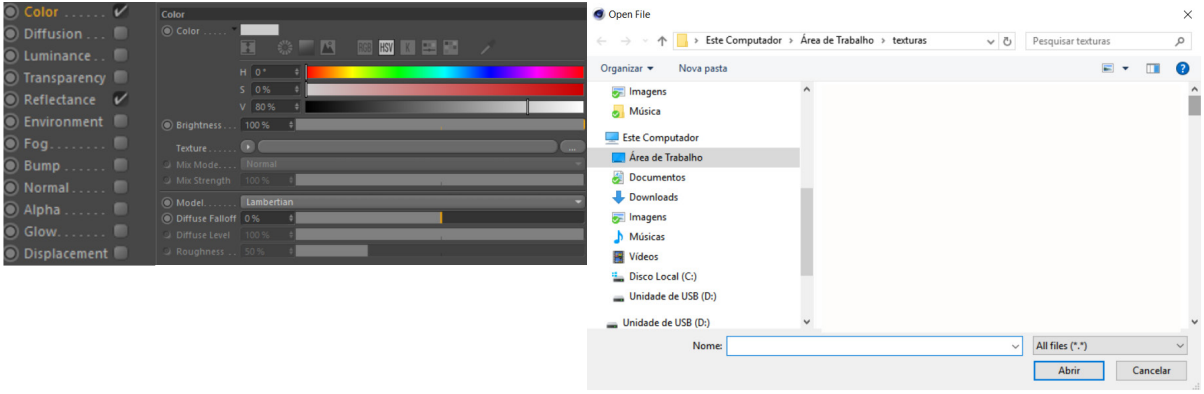 Color ......
Diffusion ...
Luminance ..
Transparency
Reflectance
Environment
Fog........
Bump ......
Normal.....
Alpha ......
Glow.......
Displacement
Color
Color .....
RGB HSV K
H 0°
S 0%
V 80%
Brightness... 100%
Texture...... ...
Mix Mode.... Normal
Mix Strength 100%
Model....... Lambertian
Diffuse Falloff 0%
Diffuse Level 100%
Roughness .. 50%
Open File
Este Computador > Área de Trabalho > texturas
Pesquisar texturas
Organizar
Nova pasta
Imagens
Música
Este Computador
Área de Trabalho
Documentos
Downloads
Imagens
Músicas
Vídeos
Disco Local (C:)
Unidade de USB (D:)
Unidade de USB (D:)
Nome:
All files (*.*)
Abrir
Cancelar